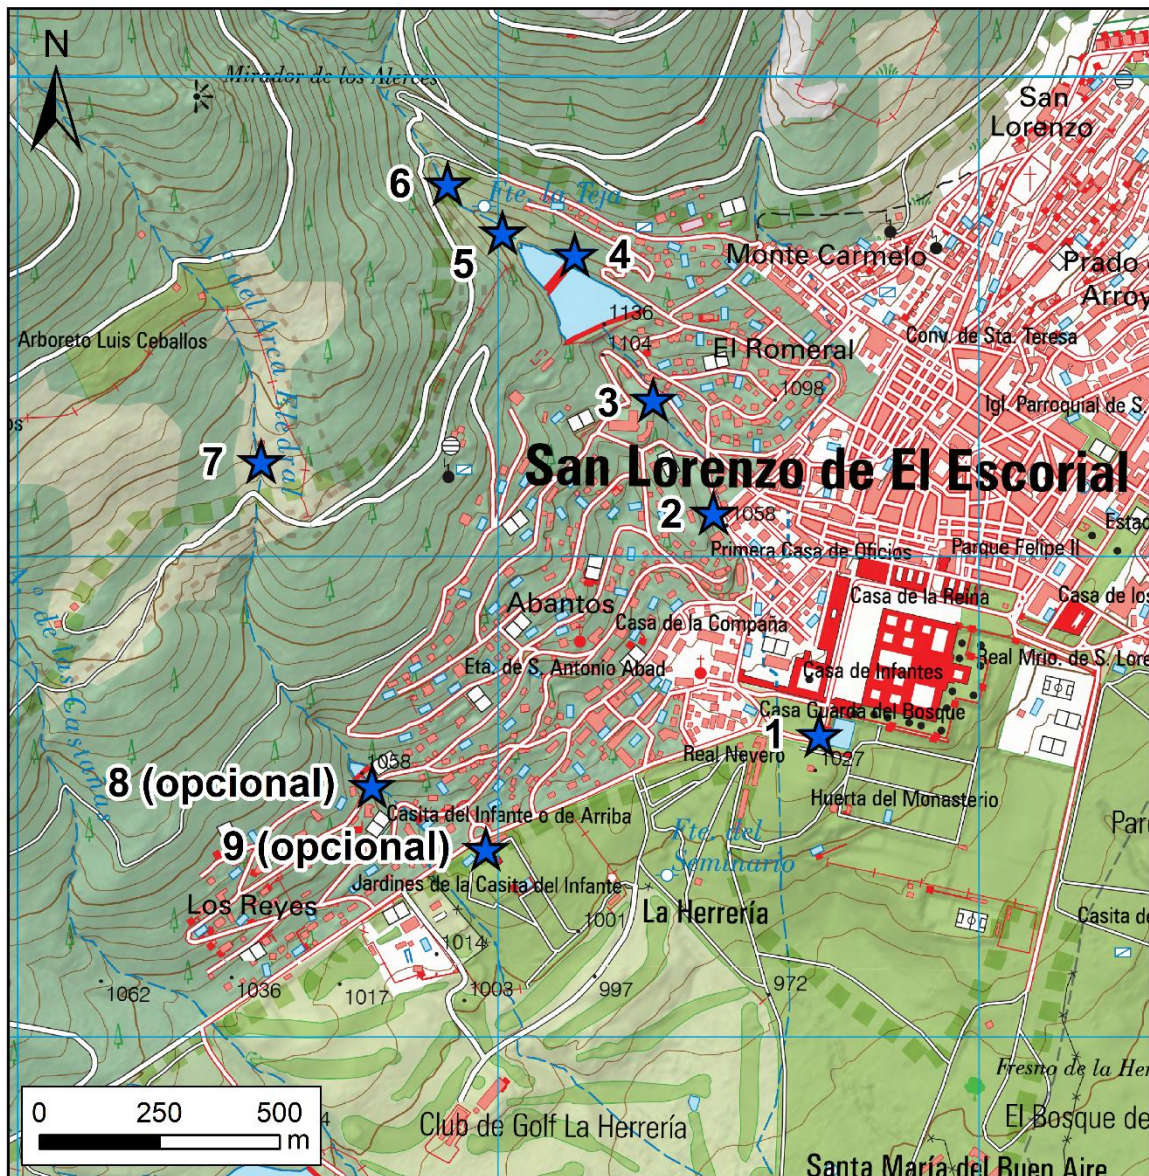 N
Mirador de los Alerces
San
Lorenzo
6
Fte. la Teja
5
4
Monte Carmelo
Prado
Arroy
A.º del Arca Kledral
Arboreto Luis Ceballos
1136
1104
El Romeral
Conv. de Sta. Teresa
1098
Igl. Parroquial de S.
3
7
San Lorenzo de El Escorial
2
1058
Estad
Primera Casa de Oficios
Parque Felipe II
Casa de la Reina
Casa de los
Abantos
Casa de la Compaña
A.º de las Castañas
Eta. de S. Antonio Abad
Casa de Infantes
Real Mrio. de S. Lore
Casa Guarda del Bosque
1
Real Nevero
1027
1058
8 (opcional)
Huerta del Monasterio
Casita del Infante o de Arriba
Fte. del
Seminario
Par
9 (opcional)
Jardines de la Casita del Infante
Los Reyes
La Herrería
Casita de
1001
1014
1062
1036
1017
1003
997
972
Fresno de la Her
0 250 500
m
Club de Golf La Herrería
El Bosque de
Santa María del Buen Aire